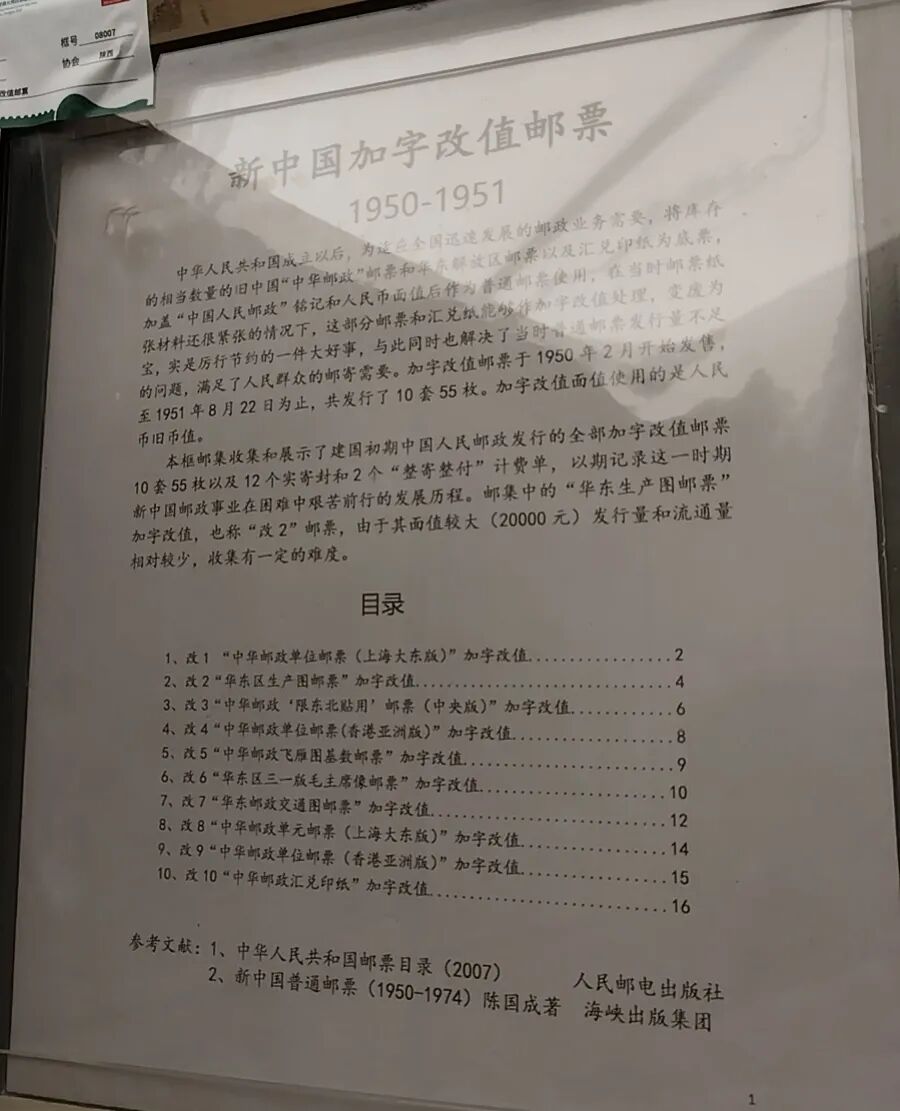 框号 08007
协会 陕西
改值邮票
新中国加字改值邮票
1950-1951
中华人民共和国成立以后，为适应全国迅速发展的邮政业务需要，将库存
的相当数量的旧中国“中华邮政”邮票和华东解放区邮票以及汇兑印纸为底票，
加盖“中国人民邮政”铭记和人民币面值后作为普通邮票使用，在当时邮票纸
张材料还很紧张的情况下，这部分邮票和汇兑纸能够作加字改值处理，变废为
宝，实是厉行节约的一件大好事，与此同时也解决了当时普通邮票发行量不足
的问题，满足了人民群众的邮寄需要。加字改值邮票于 1950 年 2 月开始发售，
至 1951 年 8 月 22 日为止，共发行了 10 套 55 枚。加字改值面值使用的是人民
币旧币值。
本框邮集收集和展示了建国初期中国人民邮政发行的全部加字改值邮票
10 套 55 枚以及 12 个实寄封和 2 个“整寄整付”计费单，以期记录这一时期
新中国邮政事业在困难中艰苦前行的发展历程。邮集中的“华东生产图邮票”
加字改值，也称“改 2”邮票，由于其面值较大（20000 元）发行量和流通量
相对较少，收集有一定的难度。
目录
1、改 1 “中华邮政单位邮票（上海大东版）”加字改值....................2
2、改 2“华东区生产图邮票”加字改值....................4
3、改 3“中华邮政‘限东北贴用’邮票（中央版）”加字改值....................6
4、改 4“中华邮政单位邮票(香港亚洲版)”加字改值....................8
5、改 5“中华邮政飞雁图基数邮票”加字改值....................9
6、改 6“华东区三一版毛主席像邮票”加字改值....................10
7、改 7“华东邮政交通图邮票”加字改值....................12
8、改 8“中华邮政单元邮票（上海大东版）”加字改值....................14
9、改 9“中华邮政单位邮票（香港亚洲版）”加字改值....................15
10、改 10“中华邮政汇兑印纸”加字改值....................16
参考文献：1、中华人民共和国邮票目录（2007） 人民邮电出版社
2、新中国普通邮票（1950-1974）陈国成著 海峡出版集团
1